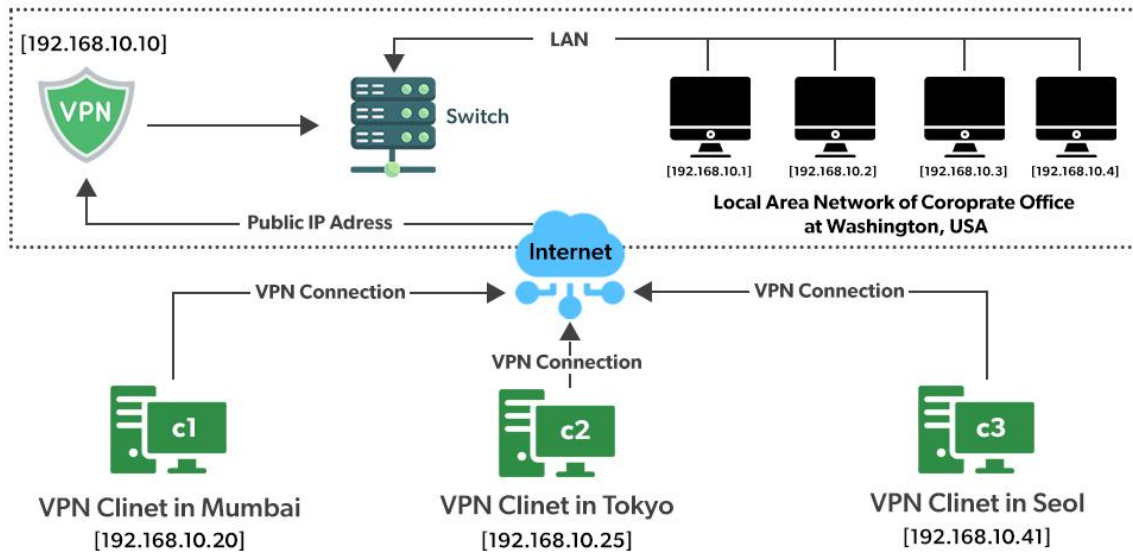 [192.168.10.10]
VPN
LAN
Switch
[192.168.10.1]
[192.168.10.2]
[192.168.10.3]
[192.168.10.4]
Local Area Network of Coroprate Office
at Washington, USA
Public IP Adress
Internet
VPN Connection
VPN Connection
VPN Connection
c1
c2
c3
VPN Clinet in Mumbai
[192.168.10.20]
VPN Clinet in Tokyo
[192.168.10.25]
VPN Clinet in Seol
[192.168.10.41]